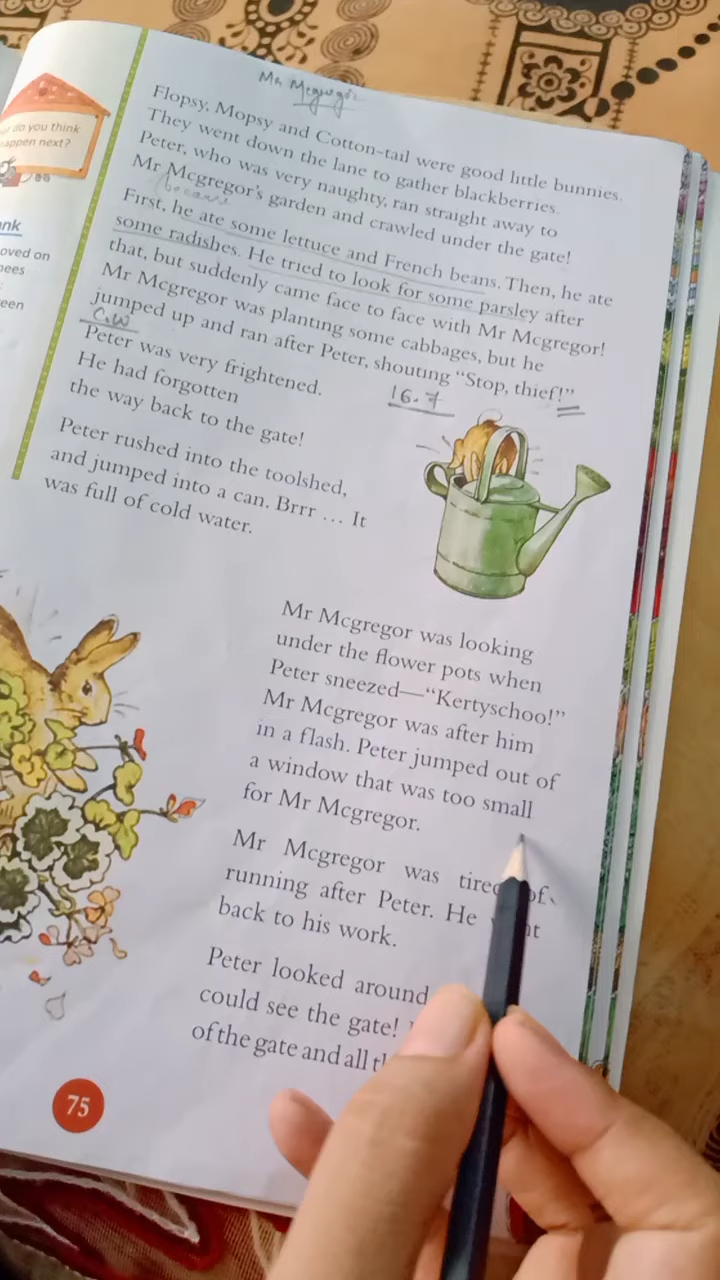 Mr Mcgregor
do you think
appen next?
nk
oved on
bees
een
Flopsy, Mopsy and Cotton-tail were good little bunnies.
They went down the lane to gather blackberries.
Peter, who was very naughty, ran straight away to
Mr Mcgregor's garden and crawled under the gate!
because
First, he ate some lettuce and French beans. Then, he ate
some radishes. He tried to look for some parsley after
that, but suddenly came face to face with Mr Mcgregor!
Mr Mcgregor was planting some cabbages, but he
jumped up and ran after Peter, shouting "Stop, thief!"
C.W
16.7
Peter was very frightened.
He had forgotten
the way back to the gate!
Peter rushed into the toolshed,
and jumped into a can. Brrr ... It
was full of cold water.
Mr Mcgregor was looking
under the flower pots when
Peter sneezed—"Kertyschoo!"
Mr Mcgregor was after him
in a flash. Peter jumped out of
a window that was too small
for Mr Mcgregor.
Mr Mcgregor was tired of
running after Peter. He
back to his work.
Peter looked around
could see the gate!
of the gate and all
75